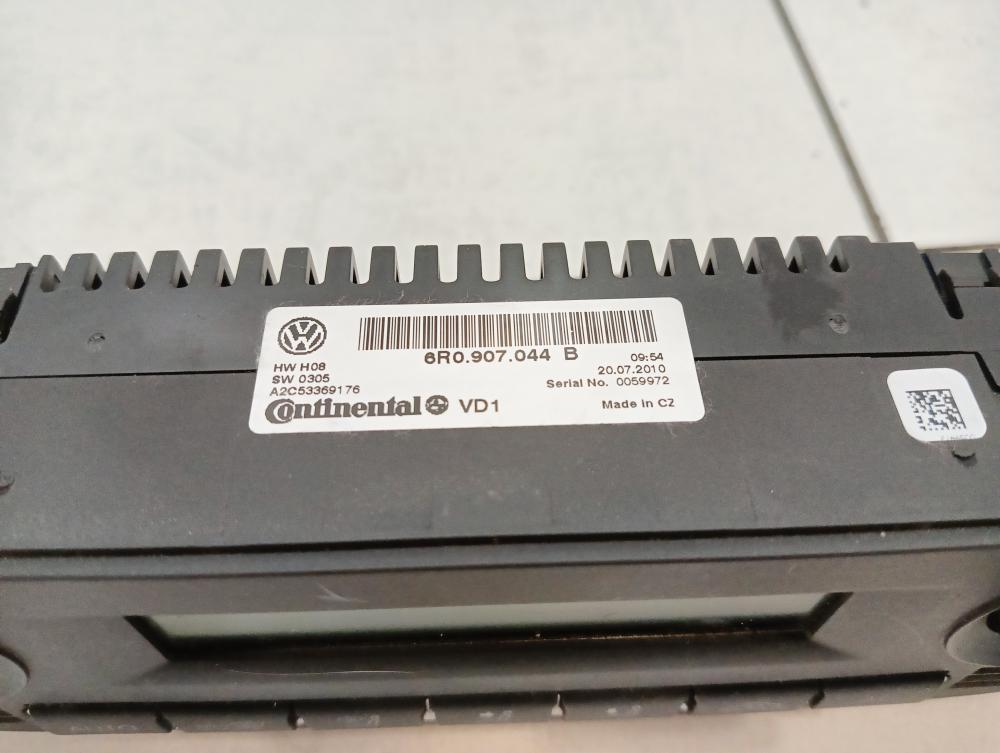 6R0.907.044 B
HW H08
SW 0305
A2C53369176
09:54
20.07.2010
Serial No. 0059972
Continental VD1
Made in CZ